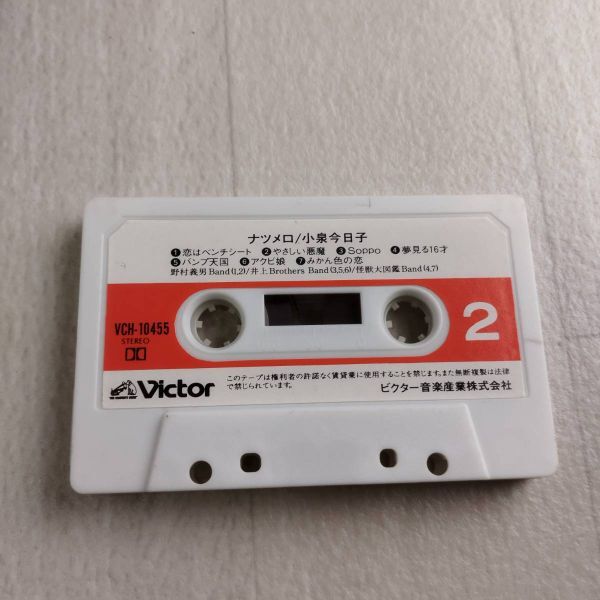 ナツメロ/小泉今日子
❶恋はベンチシート ❷やさしい悪魔 ❸Soppo ❹夢見る16才
❺バンプ天国 ❻アクビ娘 ❼みかん色の恋
野村義男Band(1,2)/井上Brothers Band(3,5,6)/怪獣大図鑑Band(4,7)
VCH-10455
STEREO
2
Victor
このテープは権利者の許諾なく賃貸業に使用することを禁じます。また無断複製は法律
で禁じられています。
ビクター音楽産業株式会社